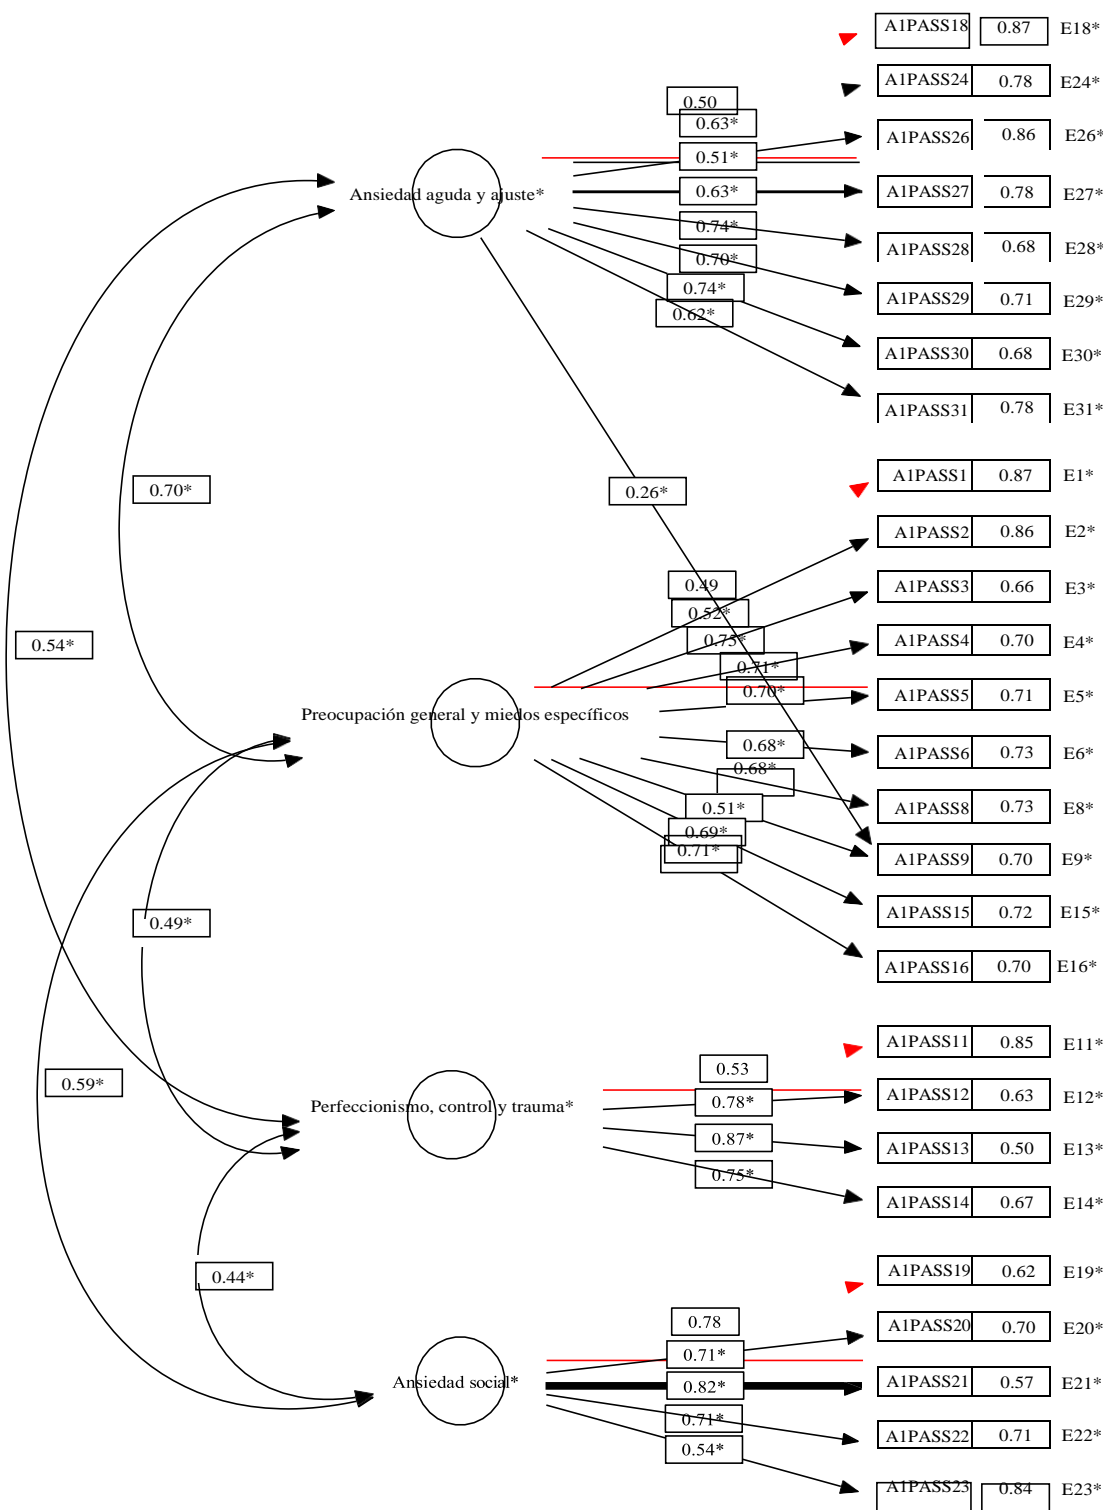 A1PASS18 0.87 E18*
A1PASS24 0.78 E24*
0.50
0.63*
A1PASS26 0.86 E26*
0.51*
Ansiedad aguda y ajuste*
0.63*
A1PASS27 0.78 E27*
0.74*
A1PASS28 0.68 E28*
0.70*
0.74*
A1PASS29 0.71 E29*
0.62*
A1PASS30 0.68 E30*
A1PASS31 0.78 E31*
0.70*
0.26*
A1PASS1 0.87 E1*
A1PASS2 0.86 E2*
0.49
A1PASS3 0.66 E3*
0.52*
0.54*
0.75*
A1PASS4 0.70 E4*
0.71*
0.70*
A1PASS5 0.71 E5*
Preocupación general y miedos específicos
0.68*
A1PASS6 0.73 E6*
0.68*
0.51*
A1PASS8 0.73 E8*
0.69*
0.71*
A1PASS9 0.70 E9*
0.49*
A1PASS15 0.72 E15*
A1PASS16 0.70 E16*
A1PASS11 0.85 E11*
0.59*
0.53
A1PASS12 0.63 E12*
Perfeccionismo, control y trauma*
0.78*
0.87*
A1PASS13 0.50 E13*
0.75*
A1PASS14 0.67 E14*
0.44*
A1PASS19 0.62 E19*
0.78
A1PASS20 0.70 E20*
0.71*
Ansiedad social*
0.82*
A1PASS21 0.57 E21*
0.71*
A1PASS22 0.71 E22*
0.54*
A1PASS23 0.84 E23*